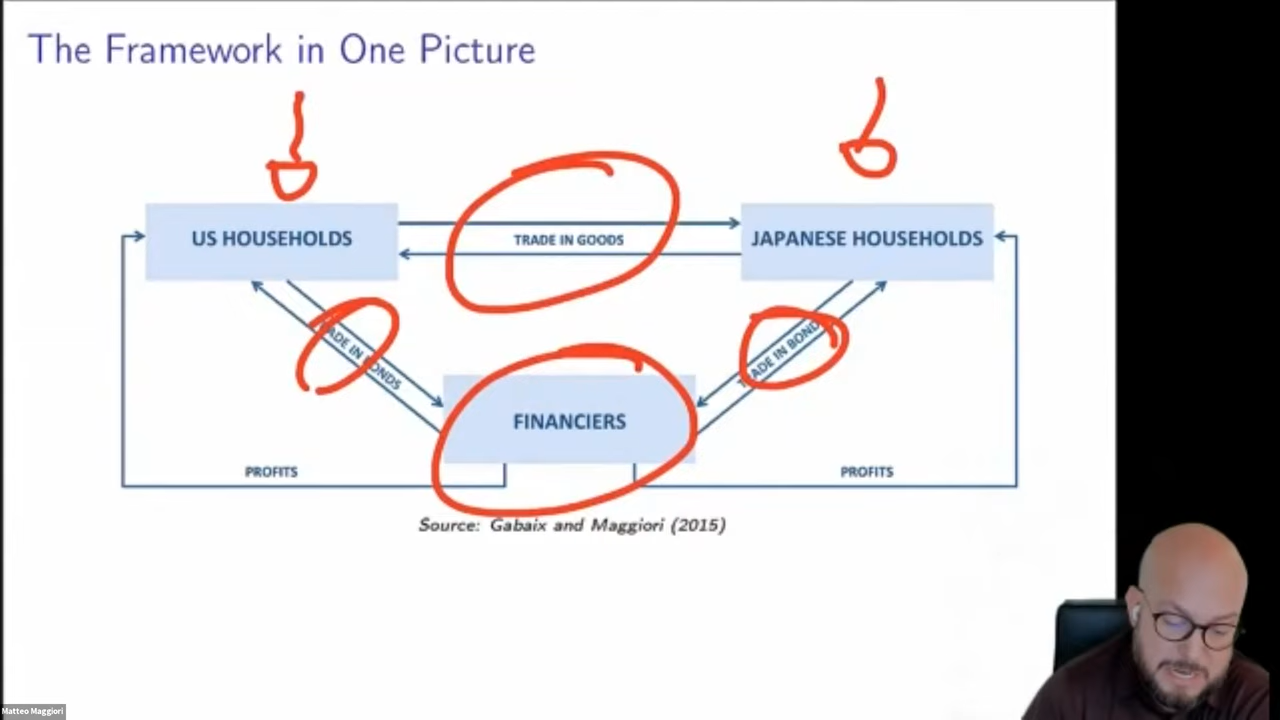 The Framework in One Picture
US HOUSEHOLDS
TRADE IN GOODS
JAPANESE HOUSEHOLDS
TRADE IN BONDS
TRADE IN BOND
FINANCIERS
PROFITS
PROFITS
Source: Gabaix and Maggiori (2015)
Matteo Maggiori